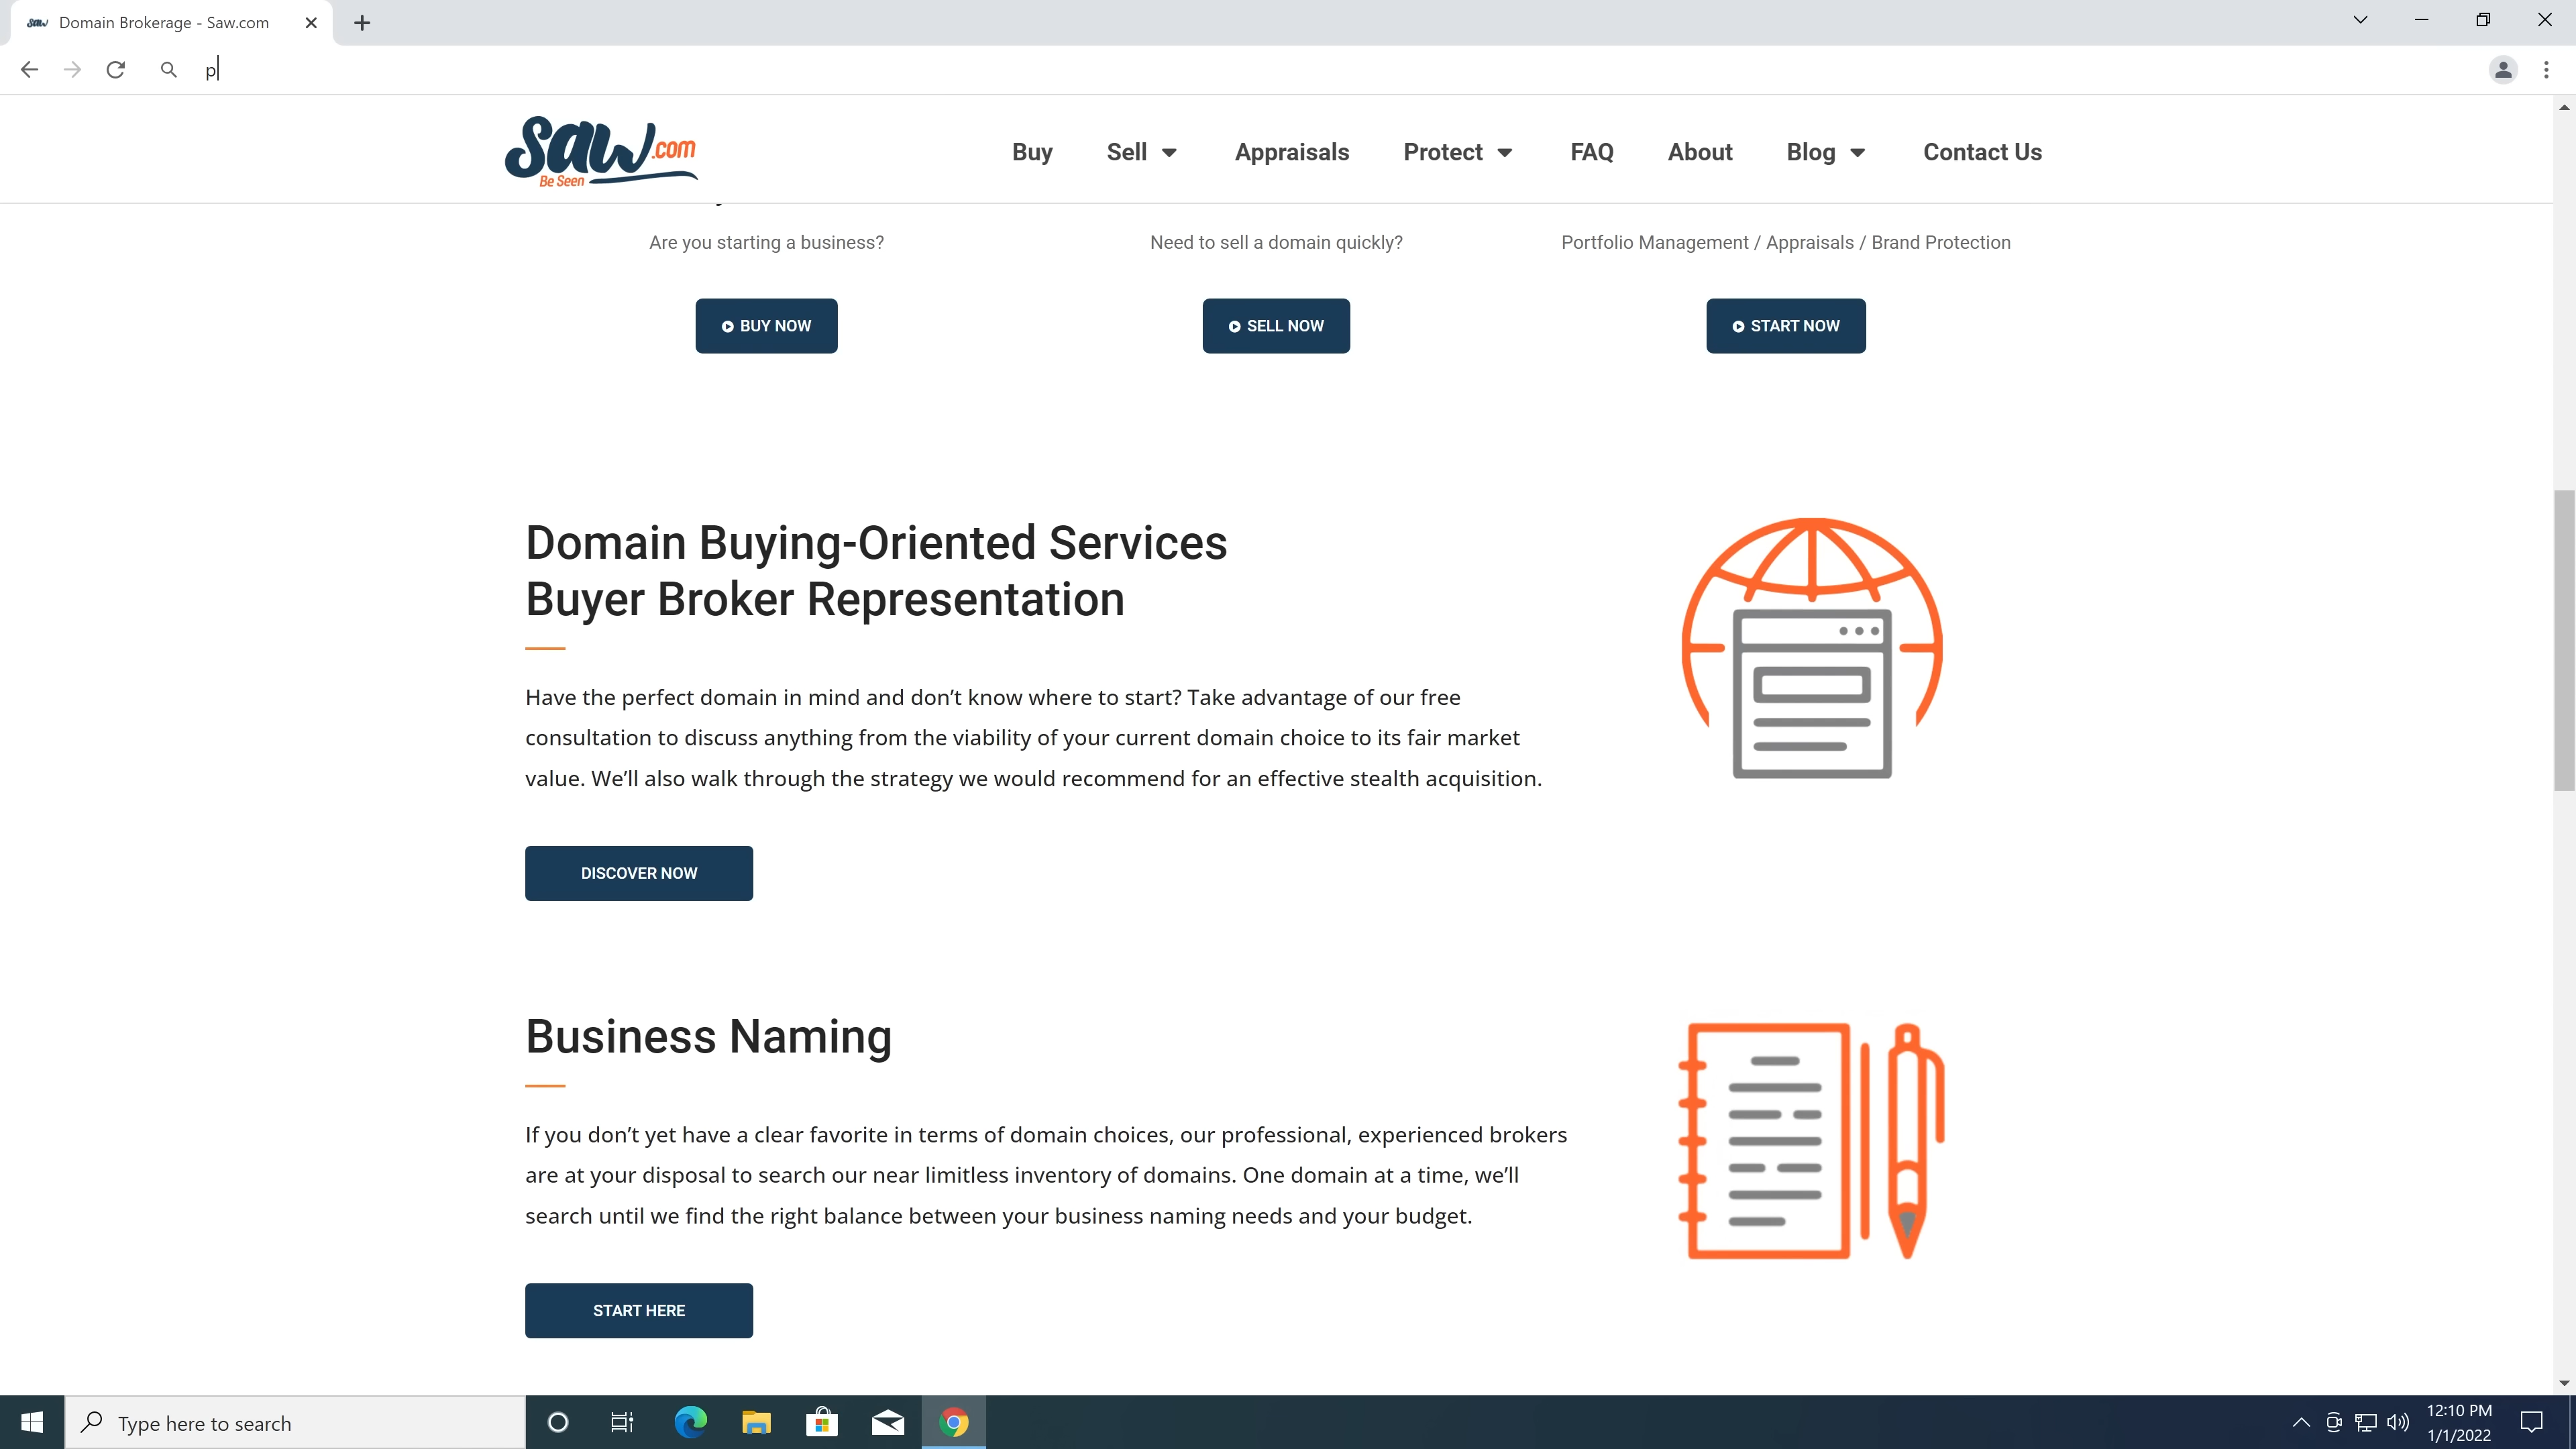 saw Domain Brokerage - Saw.com
p
saw.com
Be Seen
Buy Sell Appraisals Protect FAQ About Blog Contact Us
Are you starting a business? Need to sell a domain quickly? Portfolio Management / Appraisals / Brand Protection
BUY NOW SELL NOW START NOW
Domain Buying-Oriented Services
Buyer Broker Representation
Have the perfect domain in mind and don’t know where to start? Take advantage of our free
consultation to discuss anything from the viability of your current domain choice to its fair market
value. We’ll also walk through the strategy we would recommend for an effective stealth acquisition.
DISCOVER NOW
Business Naming
If you don’t yet have a clear favorite in terms of domain choices, our professional, experienced brokers
are at your disposal to search our near limitless inventory of domains. One domain at a time, we’ll
search until we find the right balance between your business naming needs and your budget.
START HERE
Type here to search
12:10 PM
1/1/2022